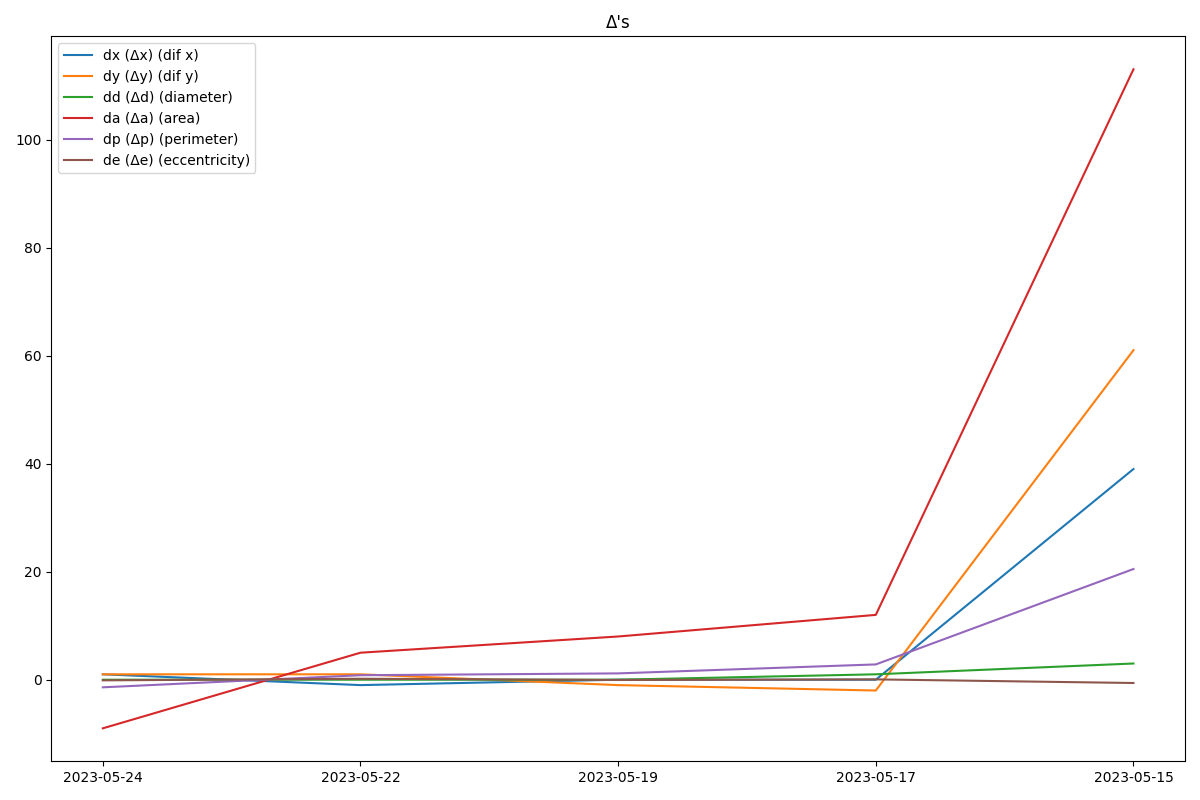 Δ's
dx (Δx) (dif x)
dy (Δy) (dif y)
dd (Δd) (diameter)
da (Δa) (area)
dp (Δp) (perimeter)
de (Δe) (eccentricity)
100
80
60
40
20
0
2023-05-24 2023-05-22 2023-05-19 2023-05-17 2023-05-15